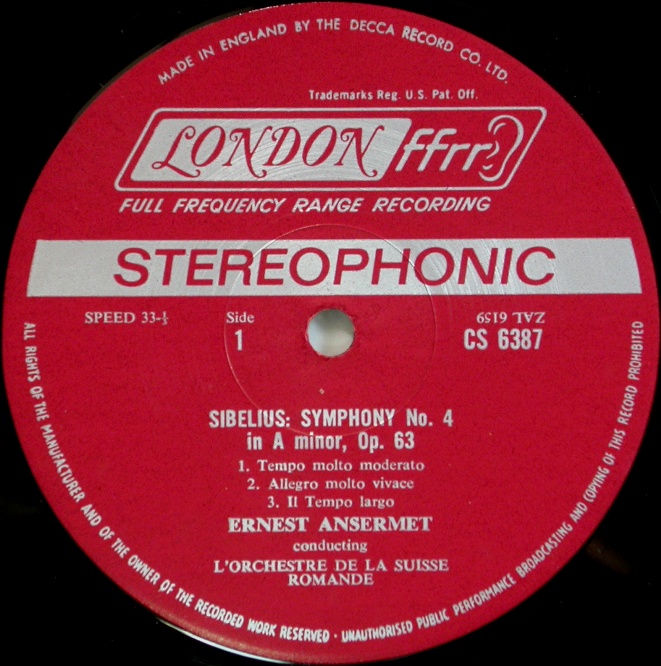 MADE IN ENGLAND BY THE DECCA RECORD CO. LTD.
Trademarks Reg. U.S. Pat. Off.
LONDON ffrr
FULL FREQUENCY RANGE RECORDING
STEREOPHONIC
SPEED 33-⅓
Side
1
ZAL 6159
CS 6387
SIBELIUS: SYMPHONY No. 4
in A minor, Op. 63
1. Tempo molto moderato
2. Allegro molto vivace
3. Il Tempo largo
ERNEST ANSERMET
conducting
L'ORCHESTRE DE LA SUISSE
ROMANDE
ALL RIGHTS OF THE MANUFACTURER AND OF THE OWNER OF THE RECORDED WORK RESERVED · UNAUTHORISED PUBLIC PERFORMANCE BROADCASTING AND COPYING OF THIS RECORD PROHIBITED